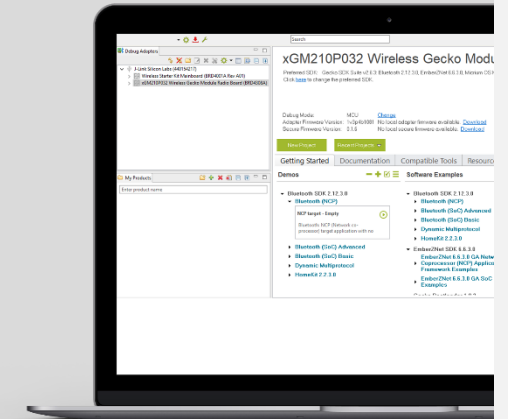 Search
Debug Adapters
J-Link Silicon Labs (440154217)
Wireless Starter Kit Mainboard (BRD4001A Rev A01)
xGM210P032 Wireless Gecko Module Radio Board (BRD4308A)
xGM210P032 Wireless Gecko Modu
Preferred SDK: Gecko SDK Suite v2.6.3: Bluetooth 2.12.3.0, EmberZNet 6.6.3.0, Micrium OS K
Click here to change the preferred SDK.
Debug Mode: MCU Change
Adapter Firmware Version: No local adapter firmware available Download
Secure Firmware Version: No local secure firmware available. Download
New Project Recent Projects
Getting Started Documentation Compatible Tools Resourc
Demos
Bluetooth SDK 2.12.3.0
Bluetooth (NCP)
NCP target - Empty
Bluetooth NCP (Network co-
processor) target application with no
Bluetooth (SoC) Advanced
Bluetooth (SoC) Basic
Dynamic Multiprotocol
HomeKit 2.2.3.0
Software Examples
Bluetooth SDK 2.12.3.0
Bluetooth (NCP)
Bluetooth (SoC) Advanced
Bluetooth (SoC) Basic
Dynamic Multiprotocol
HomeKit 2.2.3.0
EmberZNet SDK 6.6.3.0
EmberZNet 6.6.3.0 GA Netw
Coprocessor (NCP) Applica
Framework Examples
EmberZNet 6.6.3.0 GA SoC
Examples
My Products
Enter product name